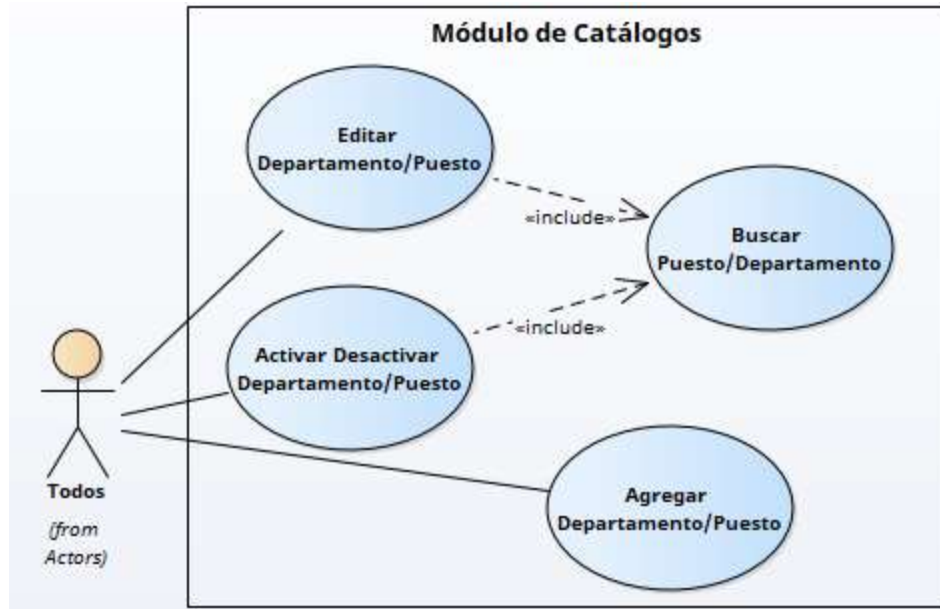 Módulo de Catálogos
Editar
Departamento/Puesto
«include»
Buscar
Puesto/Departamento
«include»
Activar Desactivar
Departamento/Puesto
Todos
(from
Actors)
Agregar
Departamento/Puesto